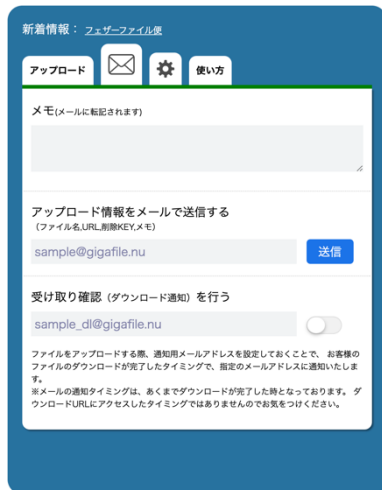 新着情報： フェザーファイル便
アップロード
使い方
メモ(メールに転記されます)
アップロード情報をメールで送信する
（ファイル名,URL,削除KEY,メモ）
sample@gigafile.nu
送信
受け取り確認（ダウンロード通知）を行う
sample_dl@gigafile.nu
ファイルをアップロードする際、通知用メールアドレスを設定しておくことで、 お客様の
ファイルのダウンロードが完了したタイミングで、指定のメールアドレスに通知いたしま
す。
※メールの通知タイミングは、あくまでダウンロードが完了した時となっております。 ダ
ウンロードURLにアクセスしたタイミングではありませんのでお気をつけください。